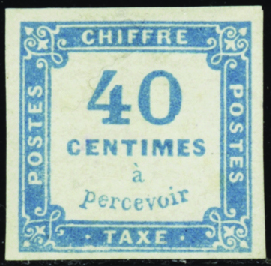 CHIFFRE
POSTES
40
CENTIMES
à
percevoir
POSTES
TAXE